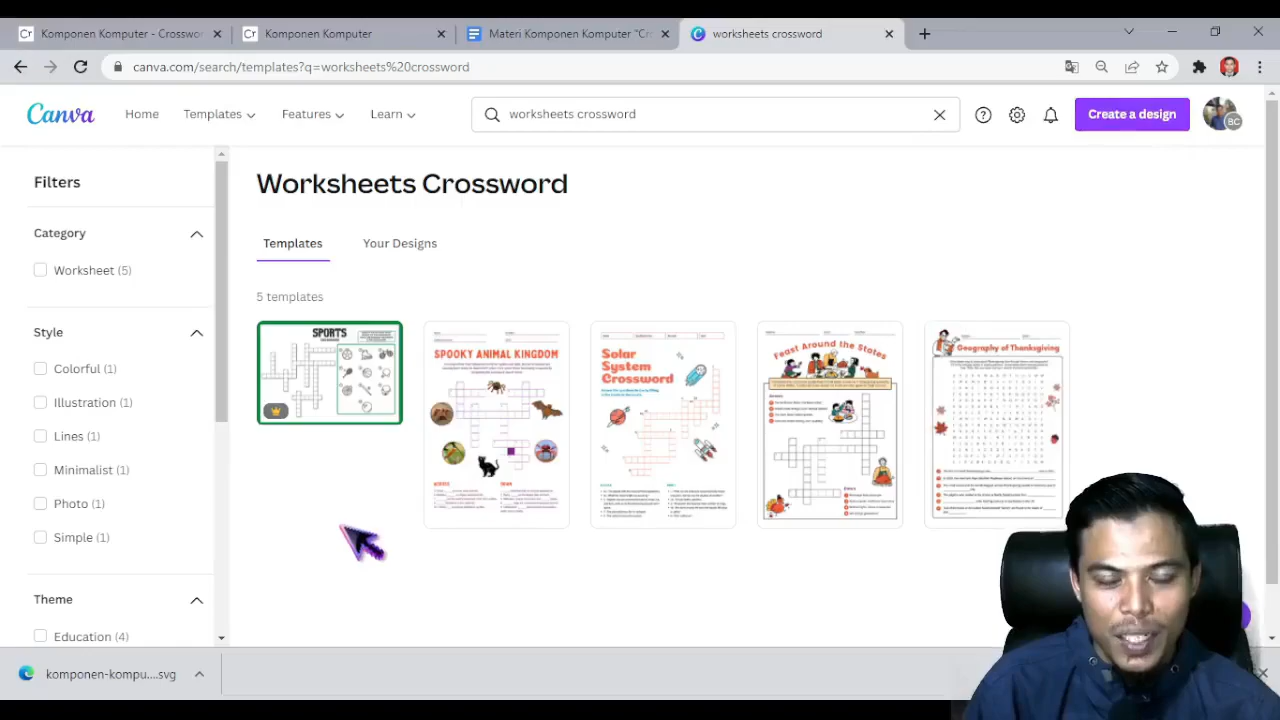 Cr Komponen Komputer - Crosswo
Cr Komponen Komputer
Materi Komponen Komputer "Cr
worksheets crossword
canva.com/search/templates?q=worksheets%20crossword
Canva
Home
Templates
Features
Learn
worksheets crossword
Create a design
BC
Filters
Category
Worksheet (5)
Style
Colorful (1)
Illustration (1)
Lines (1)
Minimalist (1)
Photo (1)
Simple (1)
Theme
Education (4)
Worksheets Crossword
Templates
Your Designs
5 templates
SPORTS
SPOOKY ANIMAL KINGDOM
Solar
System
Crossword
Feast Around the States
Geography of Thanksgiving
komponen-kompu....svg